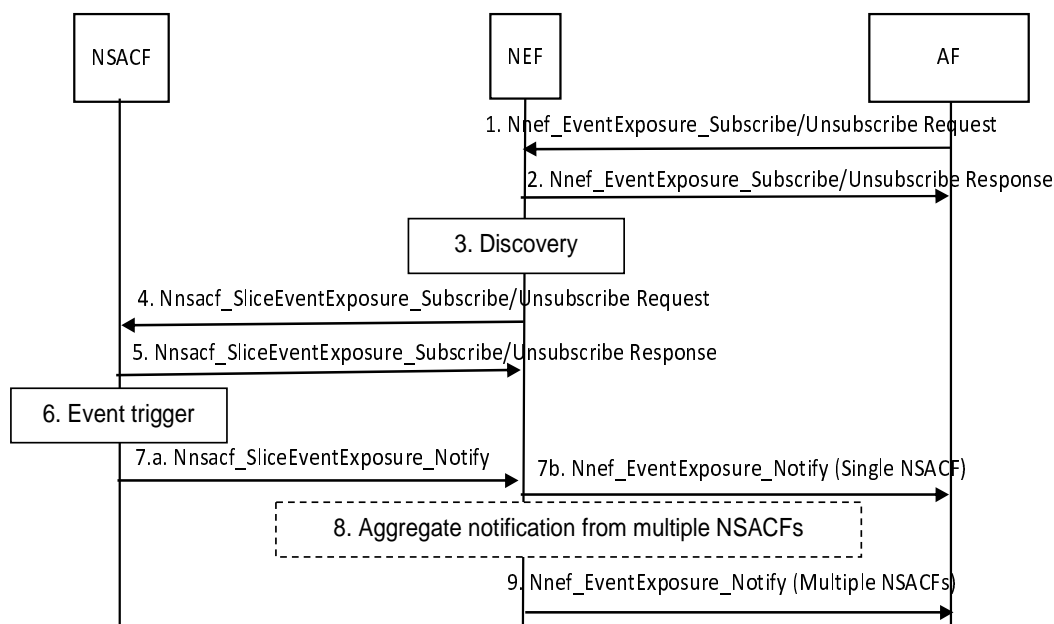 NSACF
NEF
AF
1. Nnef_EventExposure_Subscribe/Unsubscribe Request
2. Nnef_EventExposure_Subscribe/Unsubscribe Response
3. Discovery
4. Nnsacf_SliceEventExposure_Subscribe/Unsubscribe Request
5. Nnsacf_SliceEventExposure_Subscribe/Unsubscribe Response
6. Event trigger
7.a. Nnsacf_SliceEventExposure_Notify
7b. Nnef_EventExposure_Notify (Single NSACF)
8. Aggregate notification from multiple NSACFs
9. Nnef_EventExposure_Notify (Multiple NSACFs)